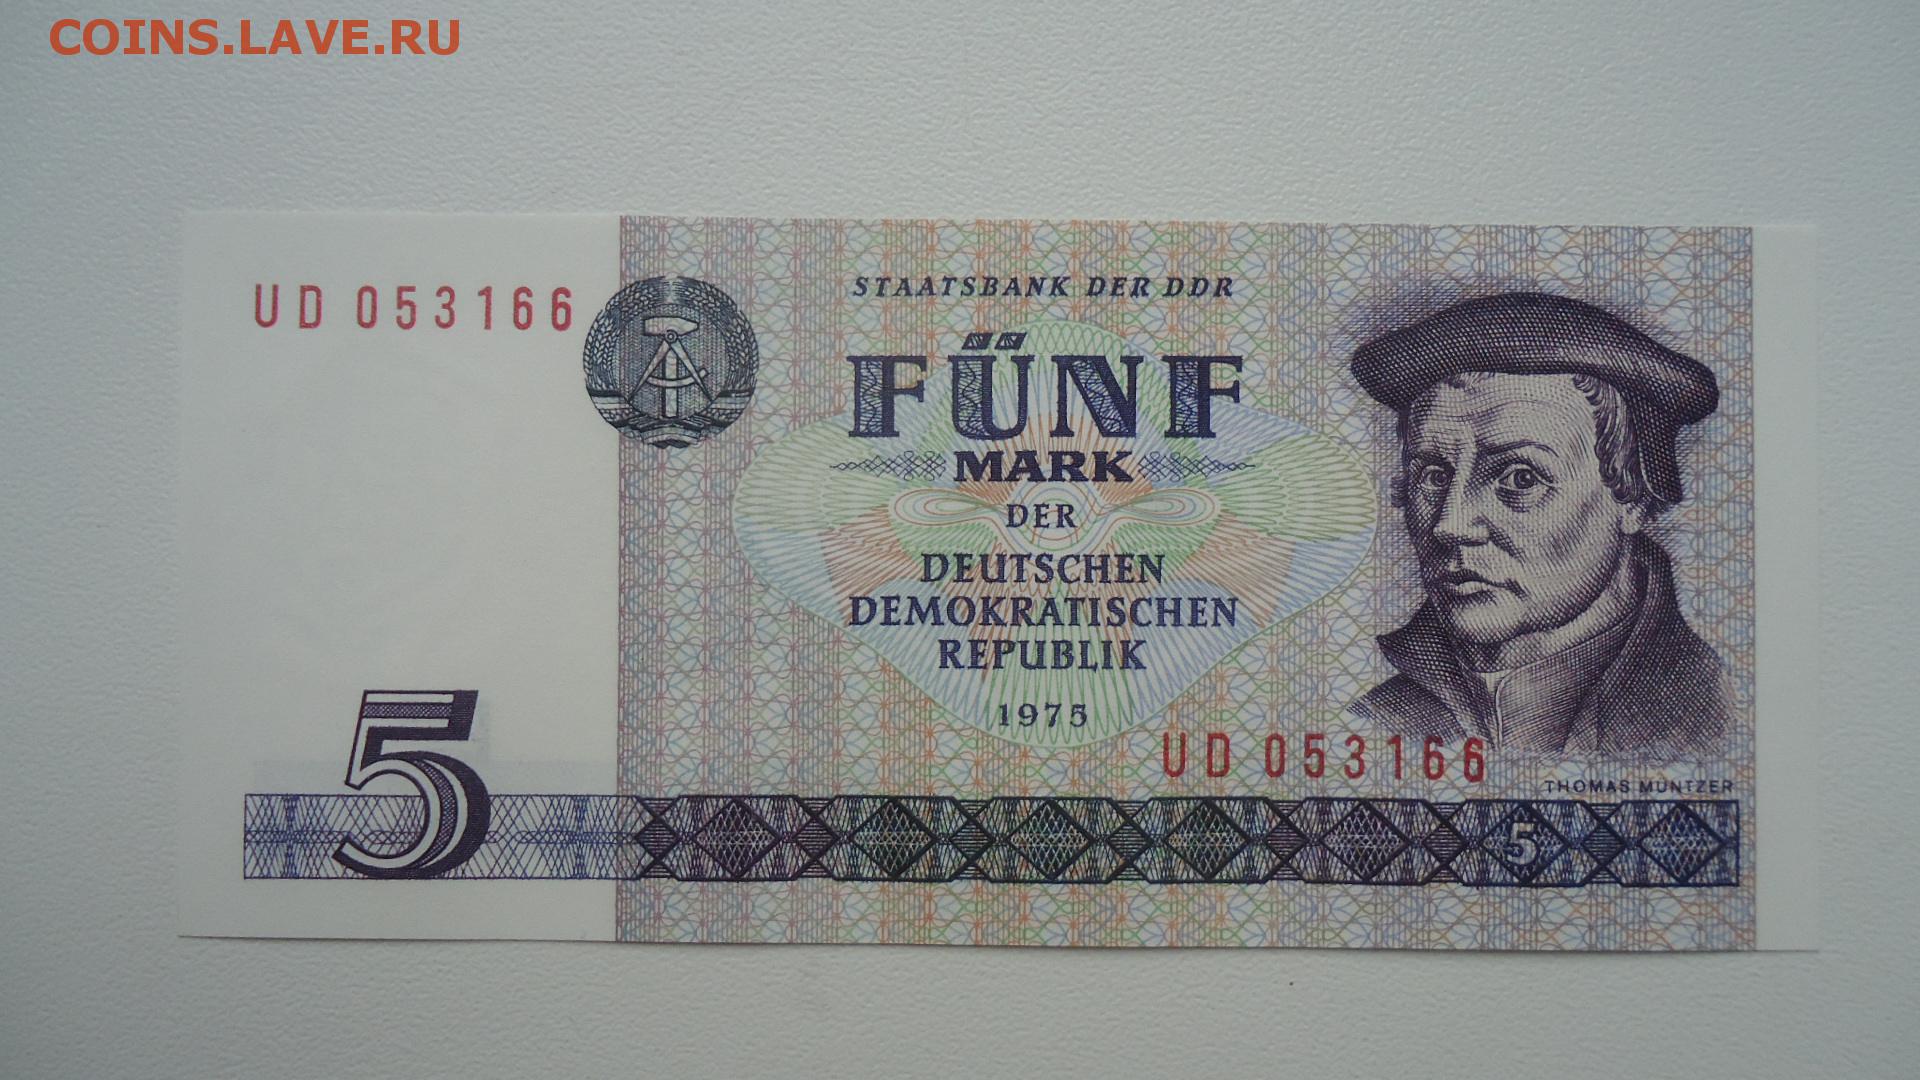 COINS.LAVE.RU
UD 053166
STAATSBANK DER DDR
FÜNF
MARK
DER
DEUTSCHEN
DEMOKRATISCHEN
REPUBLIK
1975
UD 053166
THOMAS MÜNTZER
5
5